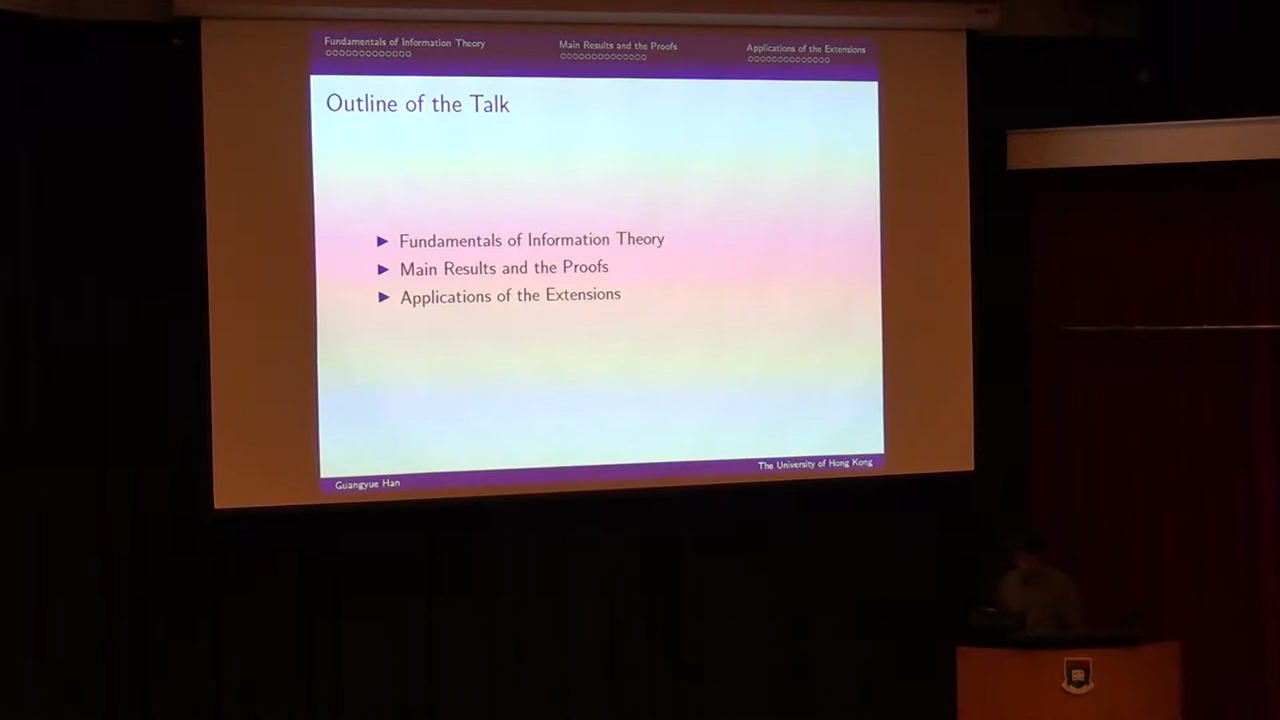 Fundamentals of Information Theory
Main Results and the Proofs
Applications of the Extensions
Outline of the Talk
Fundamentals of Information Theory
Main Results and the Proofs
Applications of the Extensions
Guangyue Han
The University of Hong Kong